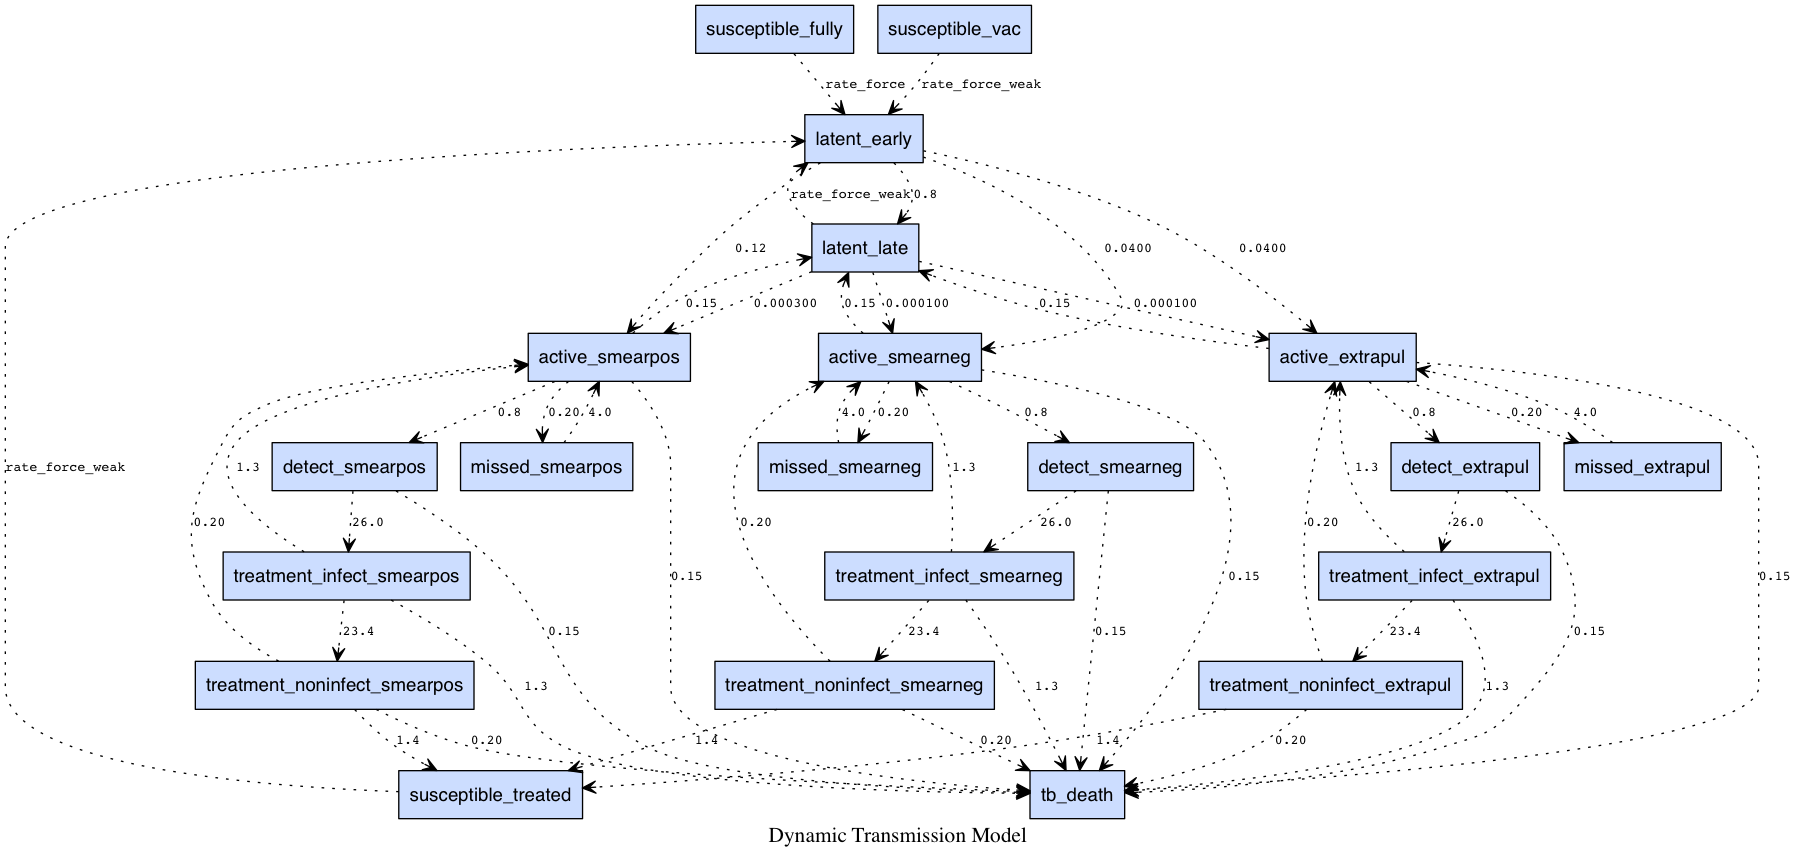 susceptible_fully
susceptible_vac
rate_force
rate_force_weak
latent_early
rate_force_weak
0.8
latent_late
0.12
0.0400
0.0400
0.15
0.000300
0.15
0.000100
0.15
0.000100
active_smearpos
active_smearneg
active_extrapul
0.8
0.20
4.0
4.0
0.20
0.8
0.8
0.20
4.0
rate_force_weak
1.3
detect_smearpos
missed_smearpos
missed_smearneg
1.3
detect_smearneg
1.3
detect_extrapul
missed_extrapul
0.20
26.0
0.20
26.0
0.20
26.0
treatment_infect_smearpos
0.15
treatment_infect_smearneg
0.15
treatment_infect_extrapul
0.15
23.4
0.15
23.4
0.15
23.4
0.15
treatment_noninfect_smearpos
1.3
treatment_noninfect_smearneg
1.3
treatment_noninfect_extrapul
1.3
1.4
0.20
1.4
0.20
1.4
0.20
susceptible_treated
tb_death
Dynamic Transmission Model